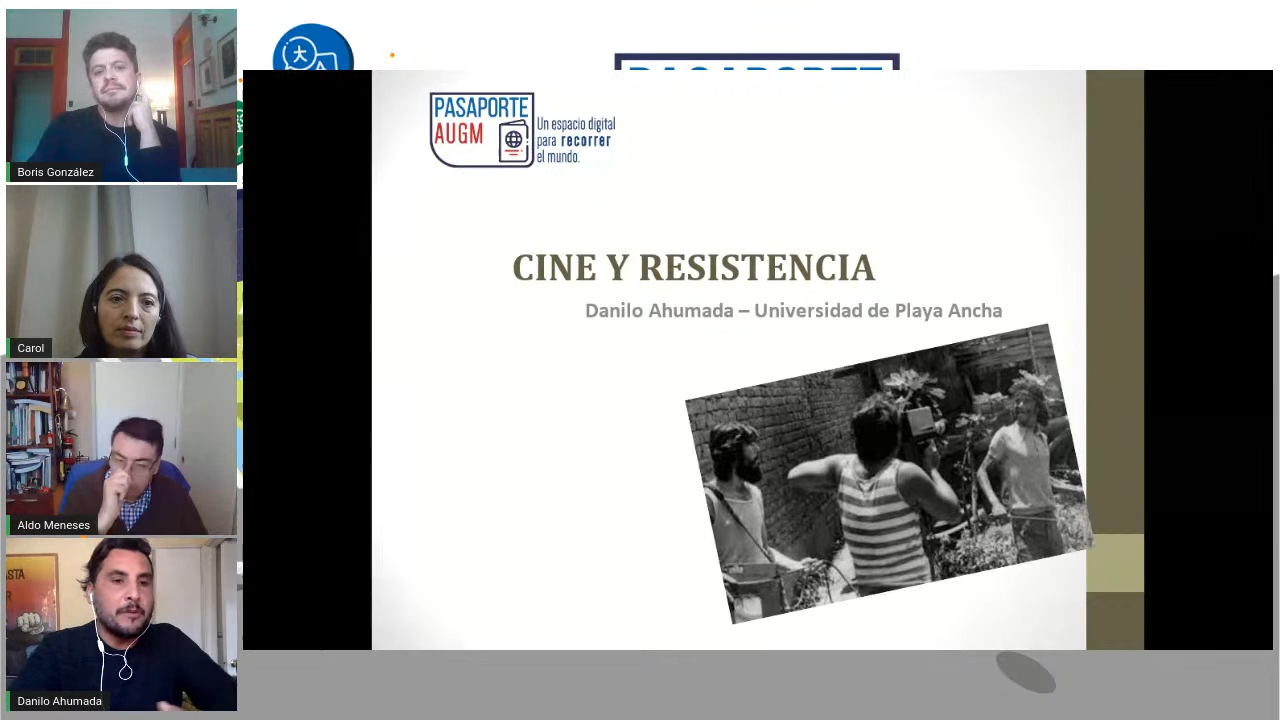 Boris González
Carol
Aldo Meneses
Danilo Ahumada
PASAPORTE
PASAPORTE
AUGM
Un espacio digital
para recorrer
el mundo.
CINE Y RESISTENCIA
Danilo Ahumada – Universidad de Playa Ancha